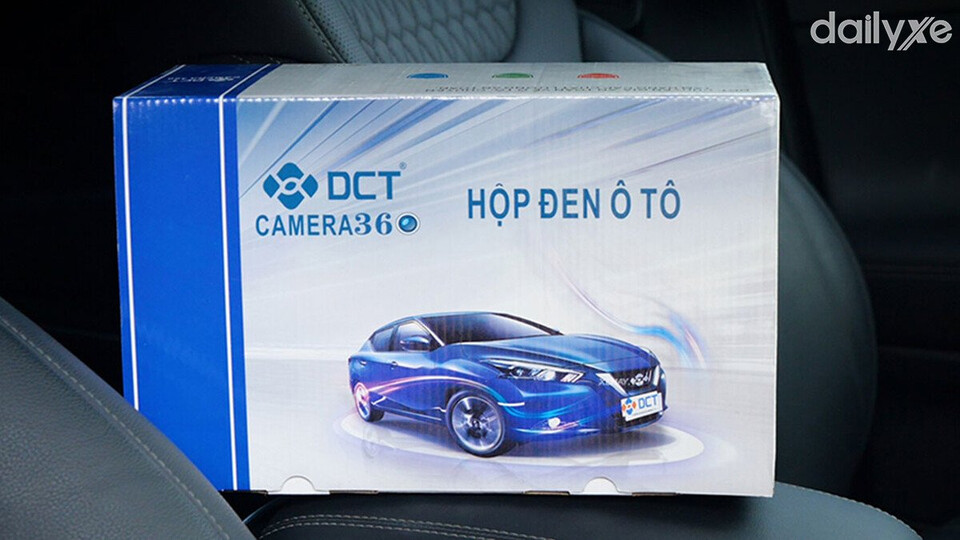 dailyxe
DCT®
CAMERA360
HỘP ĐEN Ô TÔ
DCT